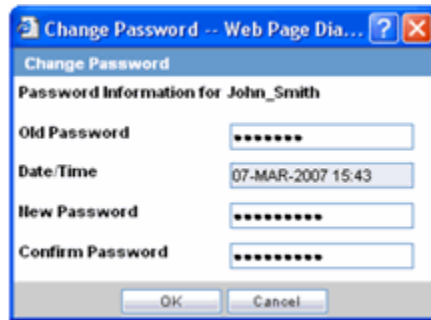 Change Password -- Web Page Dia...
Change Password
Password Information for John_Smith
Old Password •••••••
Date/Time 07-MAR-2007 15:43
New Password •••••••••
Confirm Password •••••••••
OK Cancel